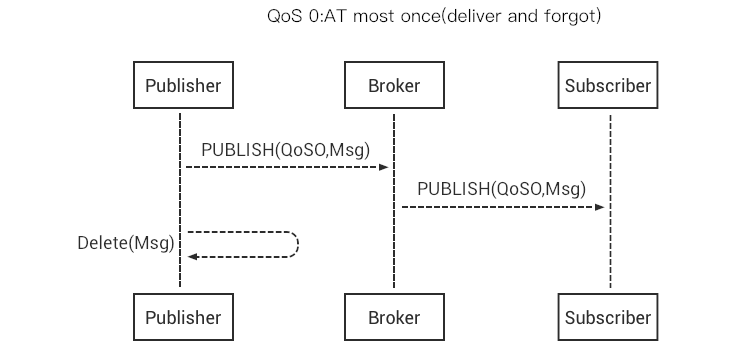 QoS 0:AT most once(deliver and forgot)
Publisher
Broker
Subscriber
PUBLISH(QoSO,Msg)
PUBLISH(QoSO,Msg)
Delete(Msg)
Publisher
Broker
Subscriber